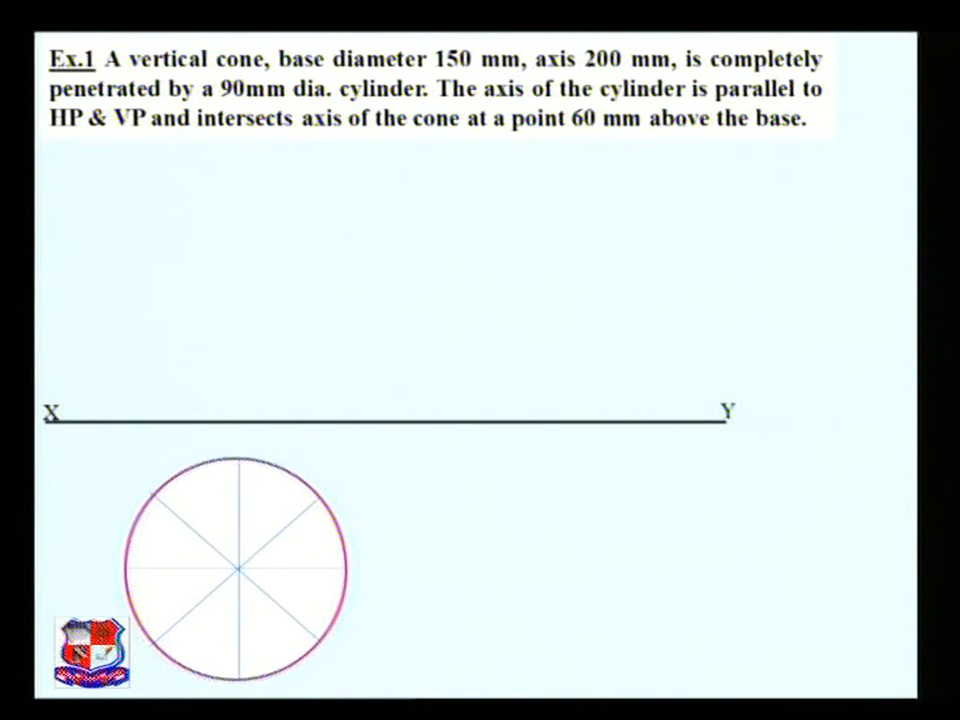 Ex.1 A vertical cone, base diameter 150 mm, axis 200 mm, is completely
penetrated by a 90mm dia. cylinder. The axis of the cylinder is parallel to
HP & VP and intersects axis of the cone at a point 60 mm above the base.
X
Y